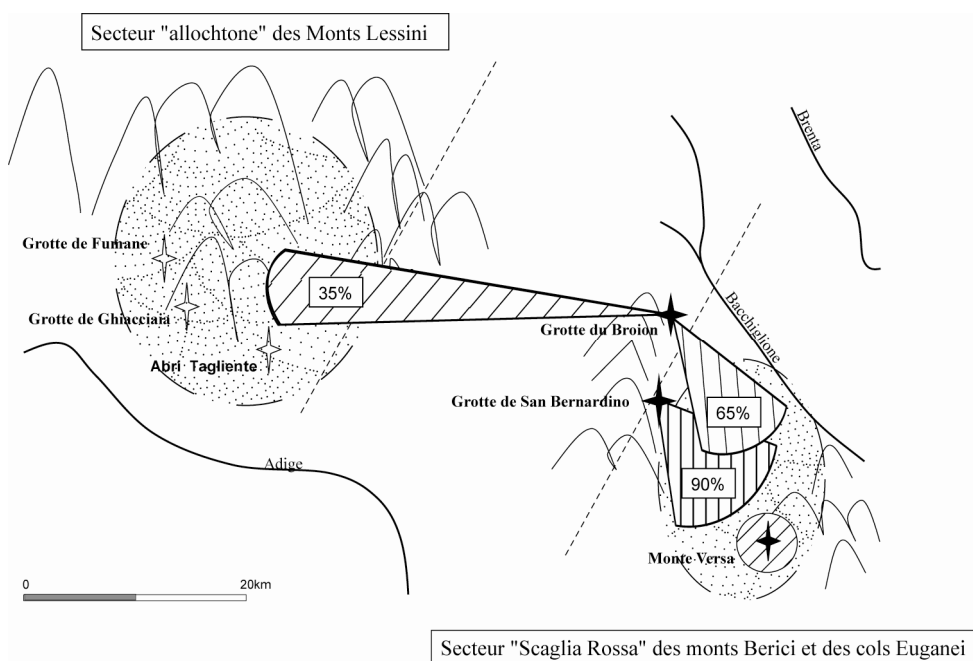 Secteur "allochtone" des Monts Lessini
Brenta
Grotte de Fumane
35%
Grotte de Ghiacciaia
Bacchiglione
Grotte du Broion
Abri Tagliente
Grotte de San Bernardino
65%
Adige
90%
Monte Versa
0
20km
Secteur "Scaglia Rossa" des monts Berici et des cols Euganei